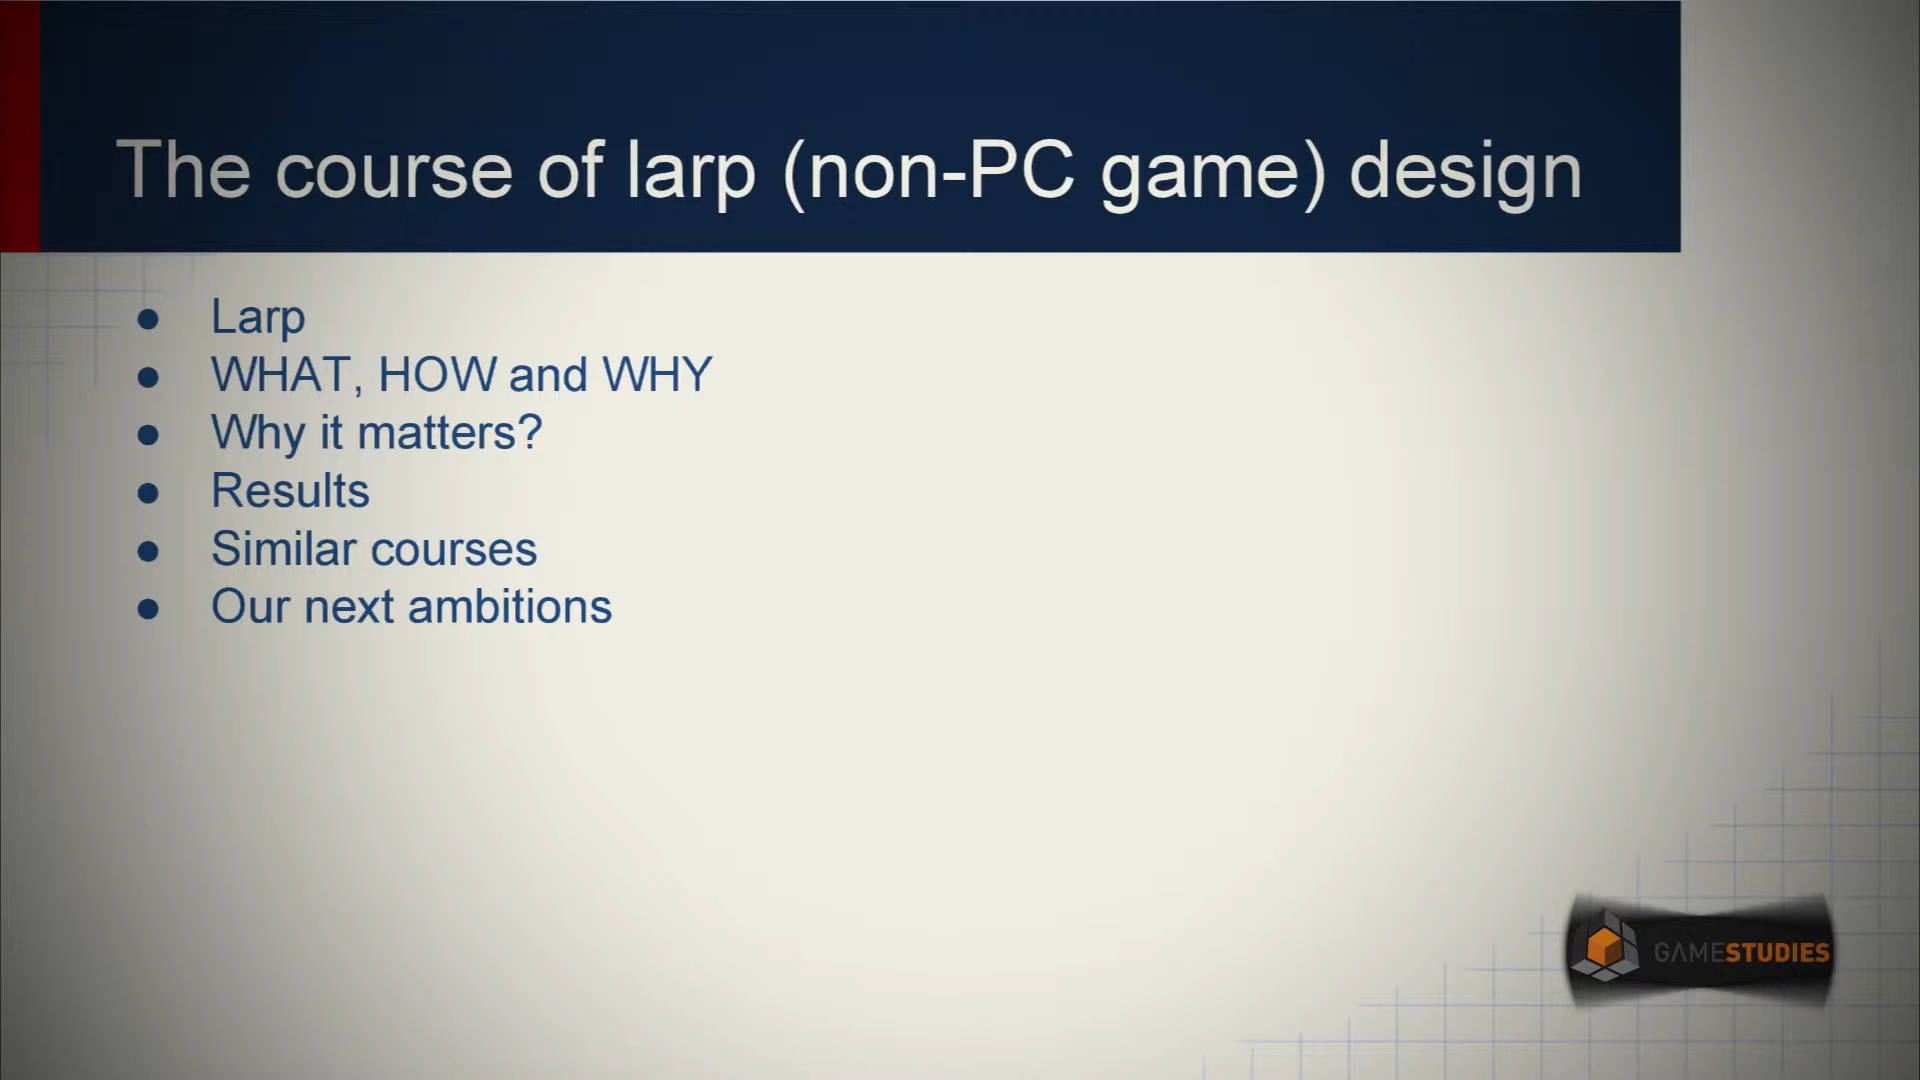 The course of larp (non-PC game) design
● Larp
● WHAT, HOW and WHY
● Why it matters?
● Results
● Similar courses
● Our next ambitions
GAMESTUDIES